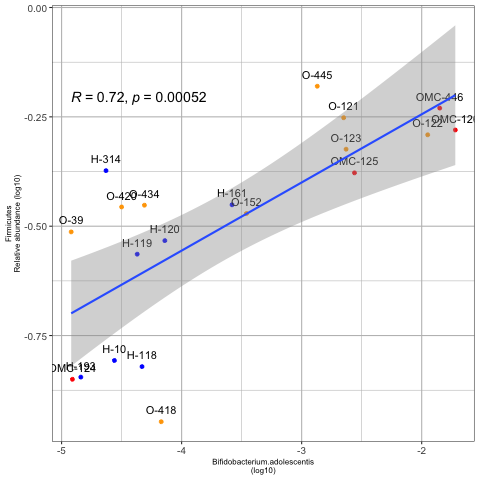 0.00
O-445
R = 0.72, p = 0.00052
OMC-446
O-121
-0.25
O-122
O-123
OMC-125
H-314
H-161
O-420
O-434
O-152
-0.50
O-39
H-120
H-119
-0.75
H-10
H-118
H-193
OMC-124
O-418
-5
-4
-3
-2
Bifidobacterium.adolescentis
(log10)
Firmicutes
Relative abundance (log10)